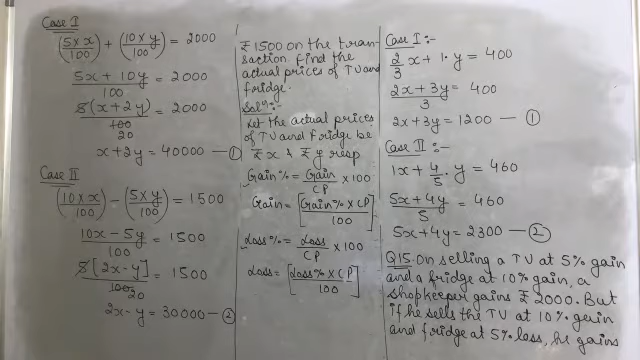 Case I
(5×x/100) + (10×y/100) = 2000
5x+10y/100 = 2000
5(x+2y)/100 = 2000
20
x+2y = 40000 — ①
Case II
(10×x/100) - (5×y/100) = 1500
10x-5y/100 = 1500
5[2x-y]/100 = 1500
20
2x-y = 30000 — ②
₹1500 on the tran-
saction. Find the
actual prices of TV and
fridge.
Soln:-
Let the actual prices
of TV and Fridge be
₹x & ₹y resp
Gain% = Gain/CP × 100
Gain = [Gain% × CP/100]
Loss% = Loss/CP × 100
Loss = [Loss% × CP/100]
Case I :-
2/3 x + 1·y = 400
2x+3y/3 = 400
2x+3y = 1200 — ①
Case II :-
1x + 4/5 · y = 460
5x+4y/5 = 460
5x+4y = 2300 — ②
Q15. On selling a TV at 5% gain
and a fridge at 10% gain, a
shopkeeper gains ₹2000. But
if he sells the TV at 10% gain
and fridge at 5% loss, he gains